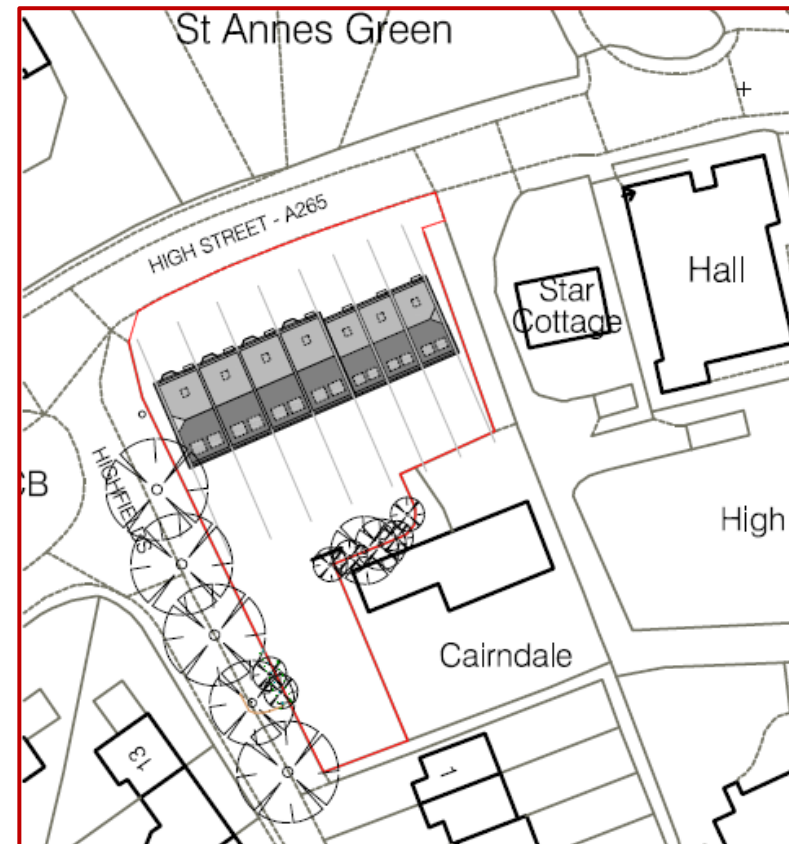 St Annes Green
HIGH STREET - A265
Hall
Star
Cottage
CB
HIGHFIELDS
High
Cairndale
13
1